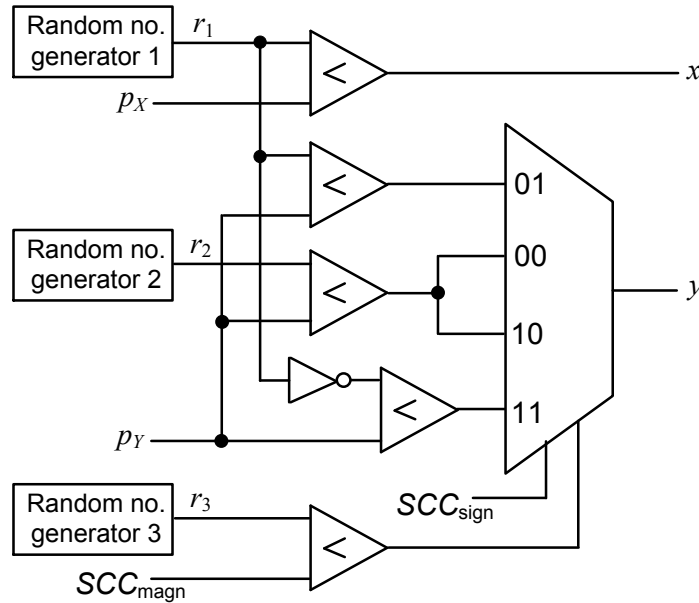 Random no.
generator 1
r1
x
<
pX
<
01
Random no.
generator 2
r2
00
<
y
10
<
11
pY
Random no.
generator 3
r3
SCCsign
<
SCCmagn